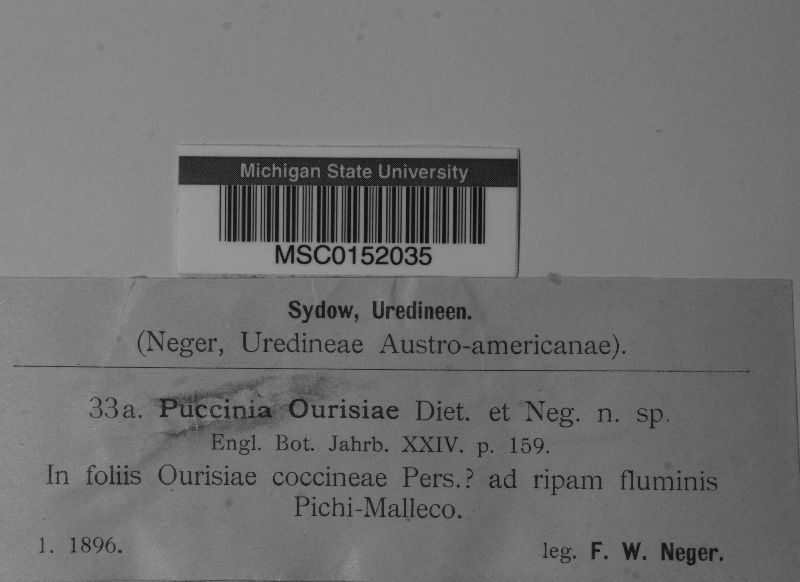 Michigan State University
MSC0152035
Sydow, Uredineen.
(Neger, Uredineae Austro-americanae).
33a. Puccinia Ourisiae Diet. et Neg. n. sp.
Engl. Bot. Jahrb. XXIV. p. 159.
In foliis Ourisiae coccineae Pers.? ad ripam fluminis
Pichi-Malleco.
1. 1896.
leg. F. W. Neger.